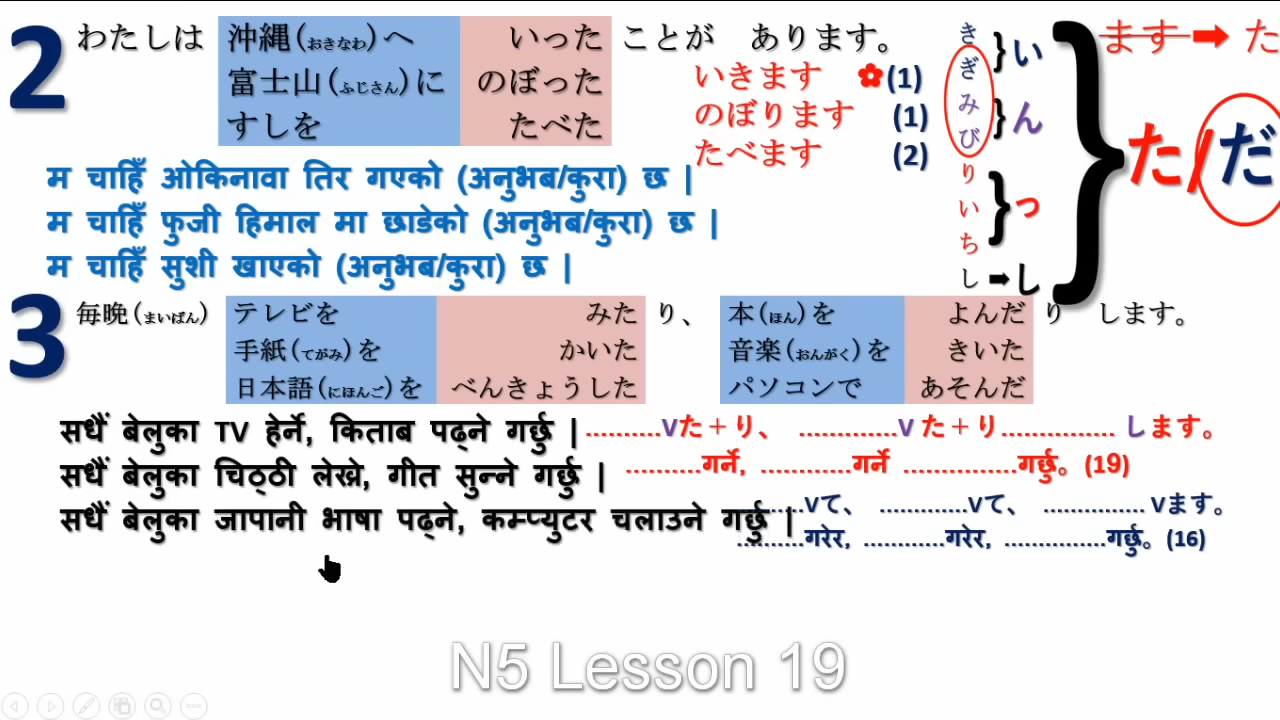 2
わたしは 沖縄(おきなわ)へ いった ことが あります。
富士山(ふじさん)に のぼった
すしを たべた
いきます ✿(1)
のぼります (1)
たべます (2)
म चाहिँ ओकिनावा तिर गएको (अनुभब/कुरा) छ |
म चाहिँ फुजी हिमाल मा छाडेको (अनुभब/कुरा) छ |
म चाहिँ सुशी खाएको (अनुभब/कुरा) छ |
き
ぎ } い
み
び } ん
り
い } っ
ち
し ➡ し
ます ➡ た
た/だ
3
毎晩(まいばん) テレビを みた り、 本(ほん)を よんだ り します。
手紙(てがみ)を かいた 音楽(おんがく)を きいた
日本語(にほんご)を べんきょうした パソコンで あそんだ
सधैं बेलुका TV हेर्ने, किताब पढ्ने गर्छु |
सधैं बेलुका चिठ्ठी लेख्ने, गीत सुन्ने गर्छु |
सधैं बेलुका जापानी भाषा पढ्ने, कम्प्युटर चलाउने गर्छु |
..........Vた+り、 .............Vた+り............... します。
..........गर्ने, ............गर्ने ...............गर्छु。(19)
.....Vて、 ............Vて、 ............... Vます。
..........गरेर, ............गरेर, ...............गर्छु。(16)
N5 Lesson 19